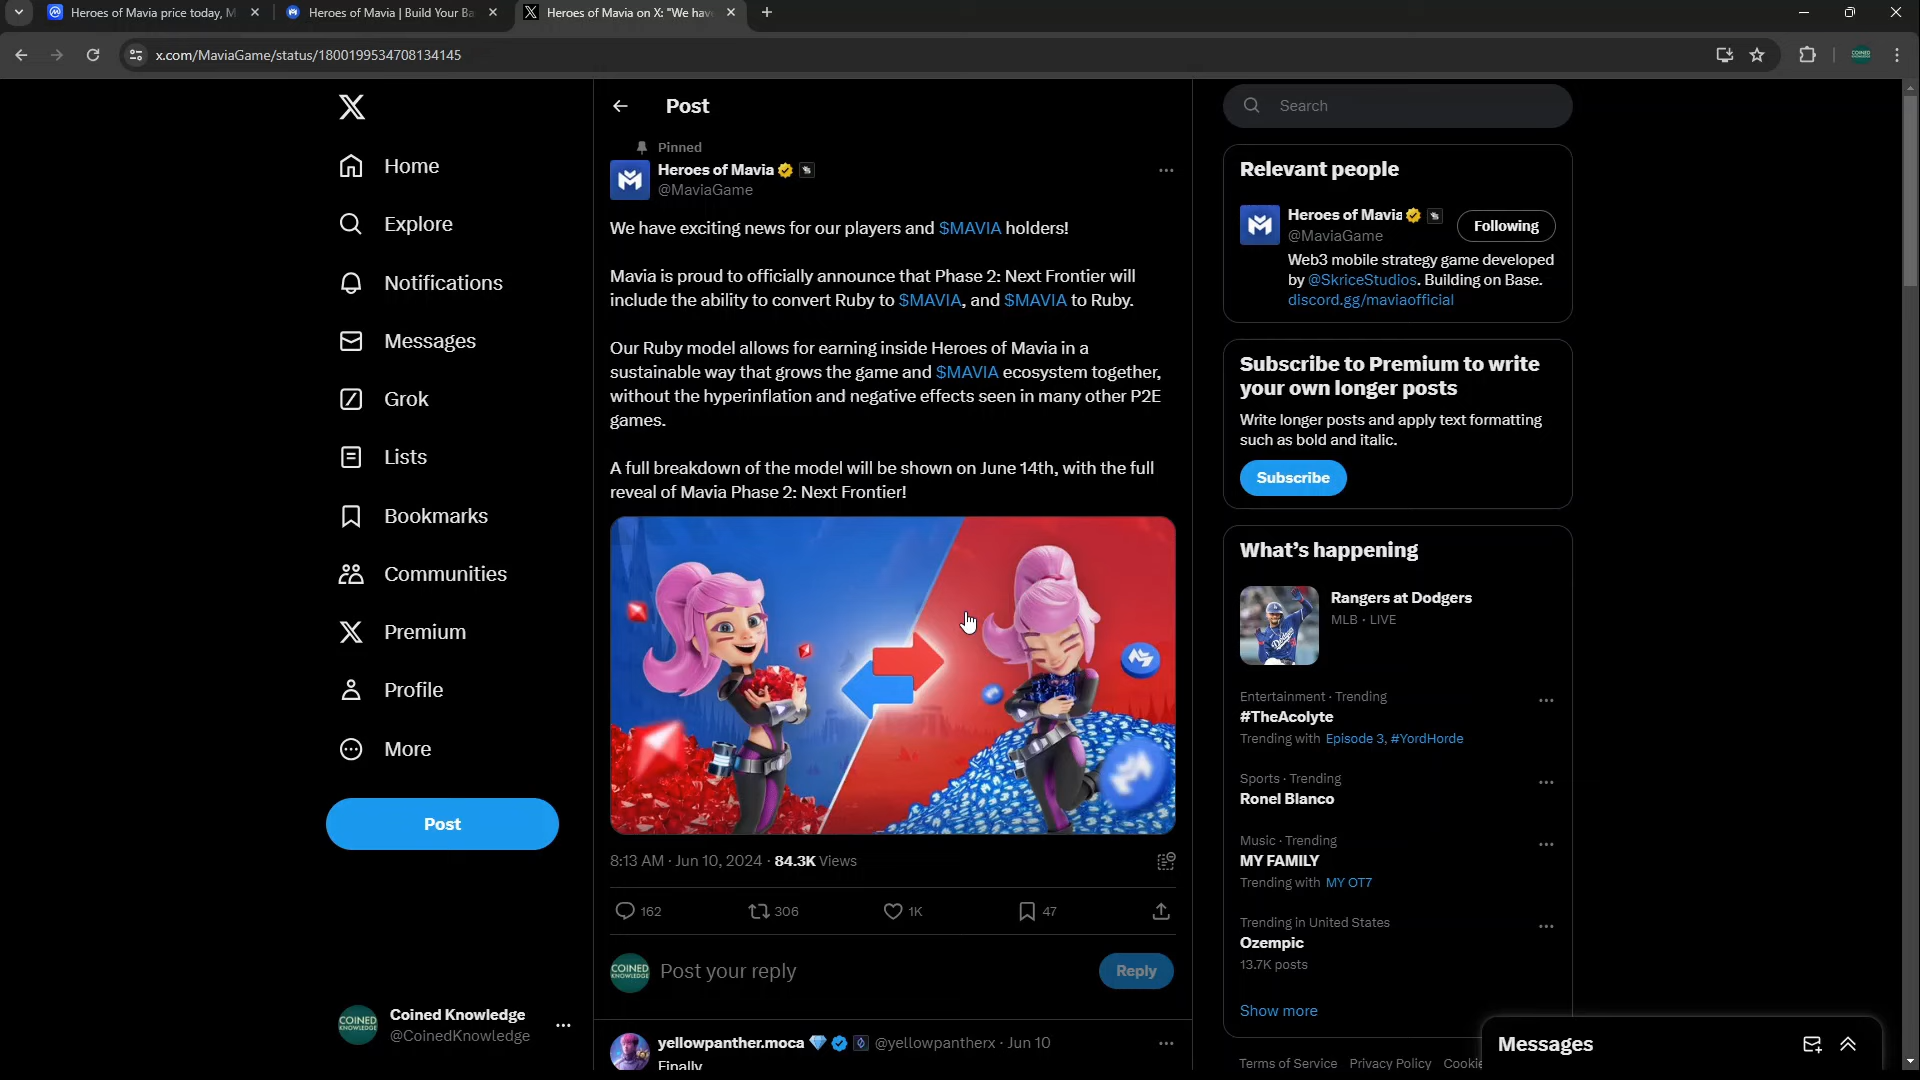 Heroes of Mavia price today, M
Heroes of Mavia | Build Your Ba
Heroes of Mavia on X: "We hav
x.com/MaviaGame/status/1800199534708134145
Home
Explore
Notifications
Messages
Grok
Lists
Bookmarks
Communities
Premium
Profile
More
Post
COINED
KNOWLEDGE
Coined Knowledge
@CoinedKnowledge
Post
Pinned
Heroes of Mavia
@MaviaGame
We have exciting news for our players and $MAVIA holders!
Mavia is proud to officially announce that Phase 2: Next Frontier will
include the ability to convert Ruby to $MAVIA, and $MAVIA to Ruby.
Our Ruby model allows for earning inside Heroes of Mavia in a
sustainable way that grows the game and $MAVIA ecosystem together,
without the hyperinflation and negative effects seen in many other P2E
games.
A full breakdown of the model will be shown on June 14th, with the full
reveal of Mavia Phase 2: Next Frontier!
8:13 AM · Jun 10, 2024 · 84.3K Views
162 306 1K 47
COINED
KNOWLEDGE
Post your reply
Reply
yellowpanther.moca @yellowpantherx · Jun 10
Finally
Search
Relevant people
Heroes of Mavia
@MaviaGame
Following
Web3 mobile strategy game developed
by @SkriceStudios. Building on Base.
discord.gg/maviaofficial
Subscribe to Premium to write
your own longer posts
Write longer posts and apply text formatting
such as bold and italic.
Subscribe
What's happening
Rangers at Dodgers
MLB · LIVE
Entertainment · Trending
#TheAcolyte
Trending with Episode 3, #YordHorde
Sports · Trending
Ronel Blanco
Music · Trending
MY FAMILY
Trending with MY OT7
Trending in United States
Ozempic
13.7K posts
Show more
Terms of Service Privacy Policy Cookie
Messages